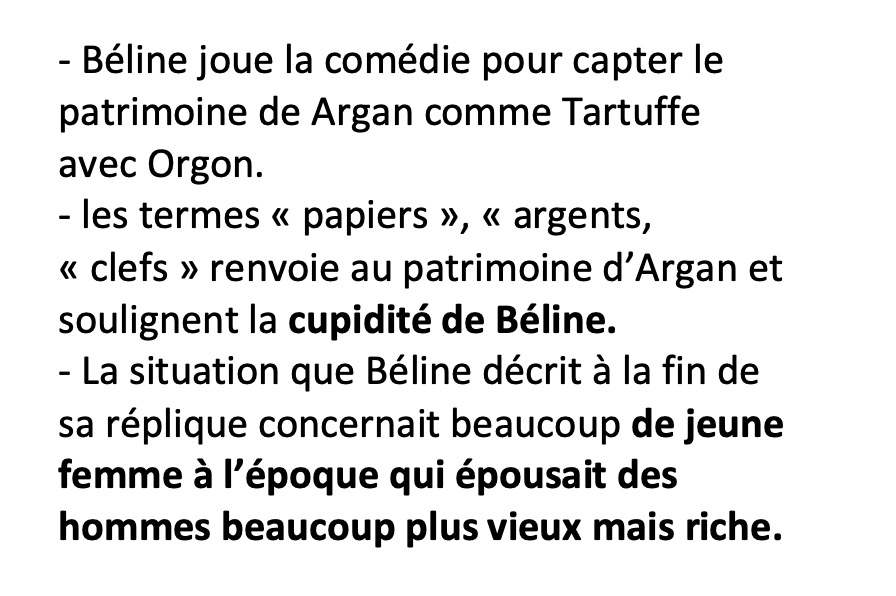 - Béline joue la comédie pour capter le
patrimoine de Argan comme Tartuffe
avec Orgon.
- les termes « papiers », « argents,
« clefs » renvoie au patrimoine d’Argan et
soulignent la cupidité de Béline.
- La situation que Béline décrit à la fin de
sa réplique concernait beaucoup de jeune
femme à l’époque qui épousait des
hommes beaucoup plus vieux mais riche.